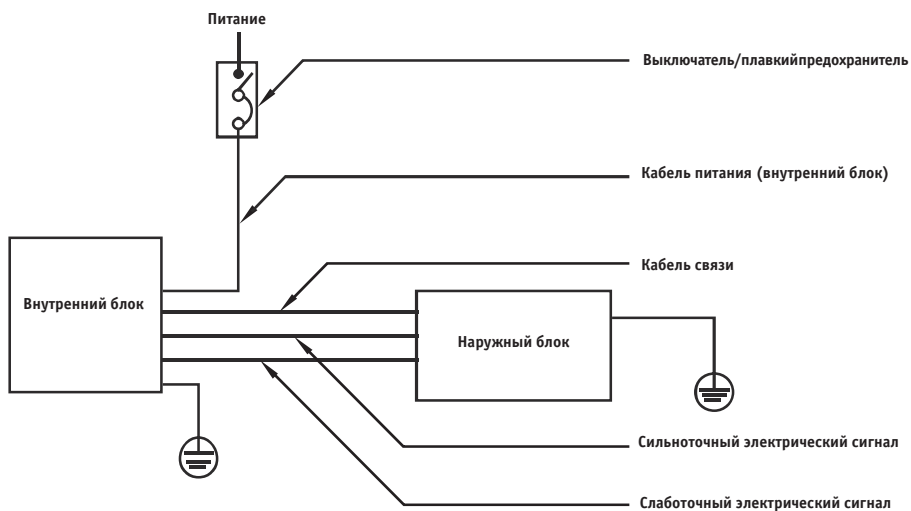 Питание
Выключатель/плавкийпредохранитель
Кабель питания (внутренний блок)
Кабель связи
Внутренний блок
Наружный блок
Сильноточный электрический сигнал
Слаботочный электрический сигнал